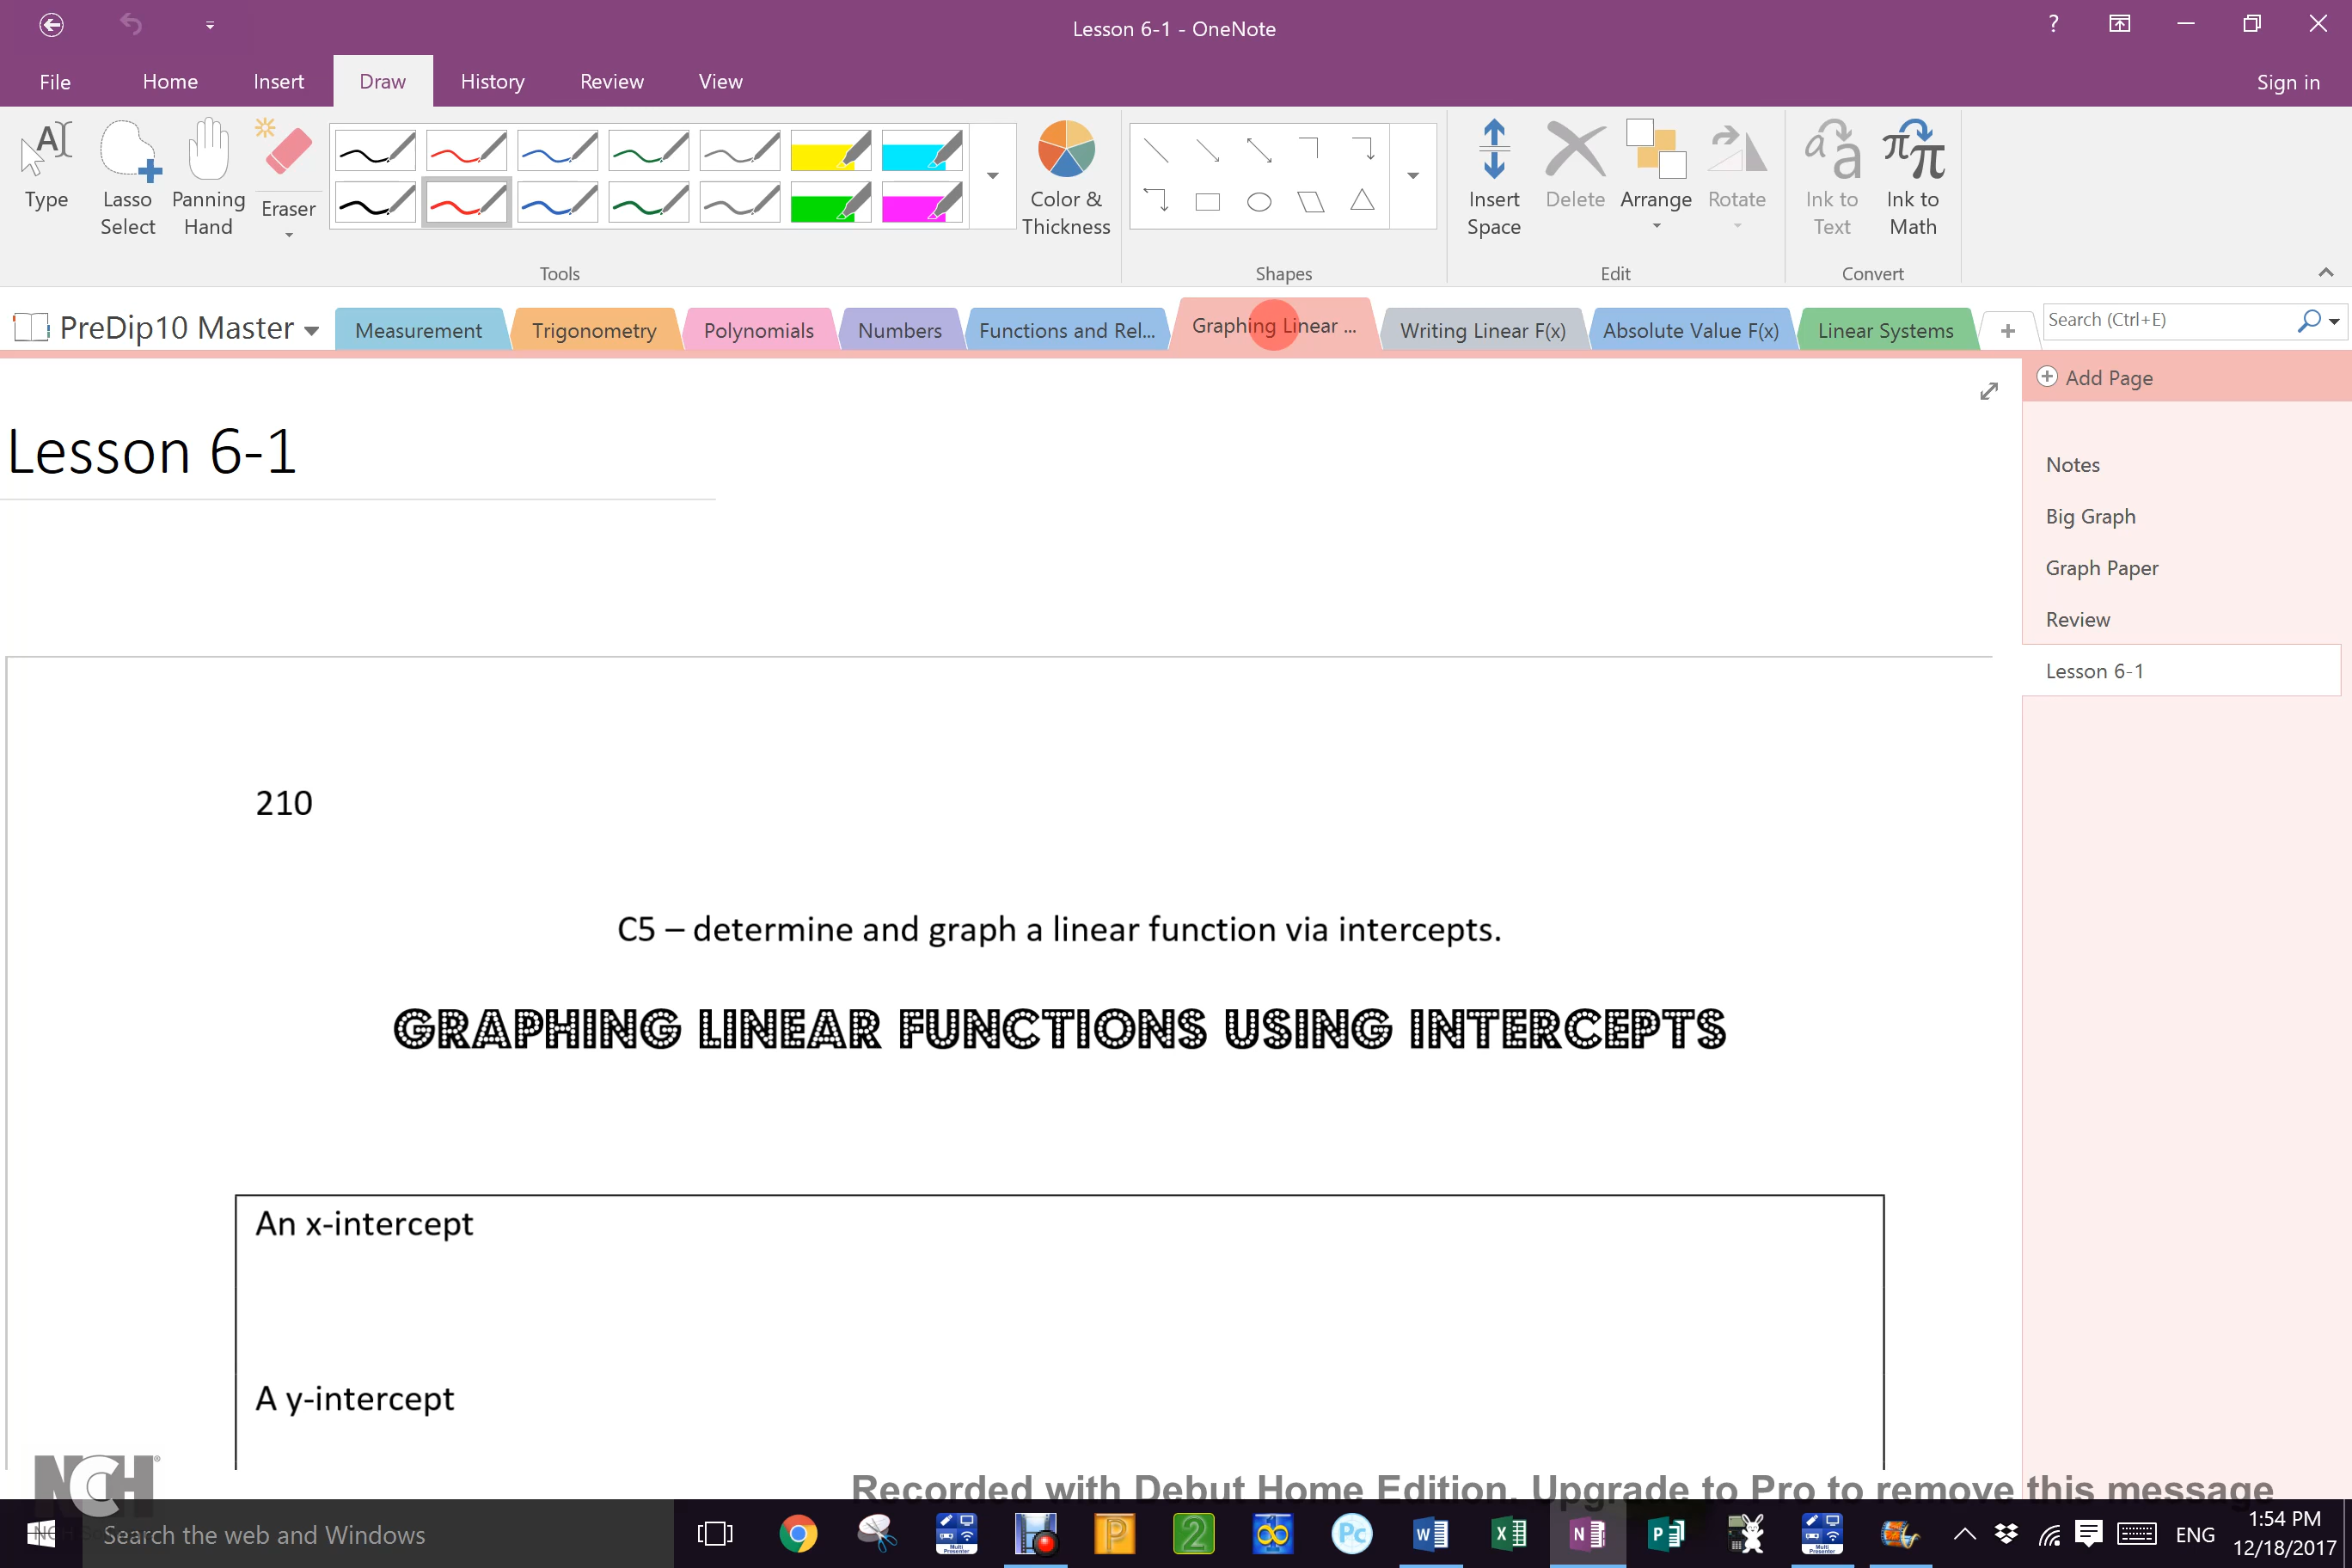 Lesson 6-1 - OneNote
?
File Home Insert Draw History Review View Sign in
Type
Lasso Select
Panning Hand
Eraser
Color & Thickness
Insert Space
Delete
Arrange
Rotate
Ink to Text
Ink to Math
Tools Shapes Edit Convert
PreDip10 Master Measurement Trigonometry Polynomials Numbers Functions and Rel... Graphing Linear ... Writing Linear F(x) Absolute Value F(x) Linear Systems + Search (Ctrl+E)
Add Page
Notes
Big Graph
Graph Paper
Review
Lesson 6-1
Lesson 6-1
210
C5 – determine and graph a linear function via intercepts.
GRAPHING LINEAR FUNCTIONS USING INTERCEPTS
An x-intercept
A y-intercept
NCH
Recorded with Debut Home Edition. Upgrade to Pro to remove this message
Search the web and Windows
ENG
1:54 PM
12/18/2017